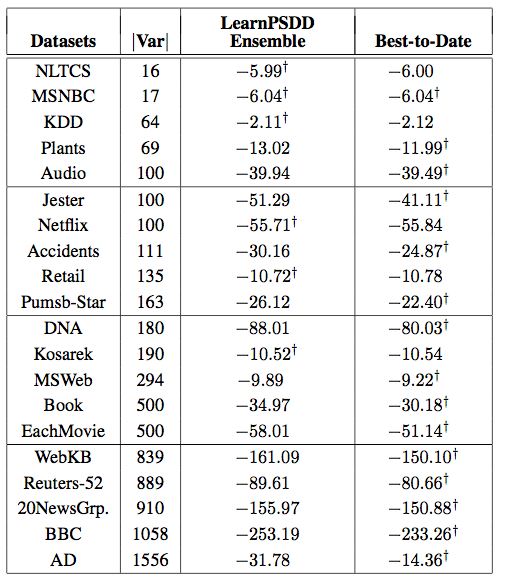 Datasets |Var| LearnPSDD Ensemble Best-to-Date
NLTCS 16 −5.99† −6.00
MSNBC 17 −6.04† −6.04†
KDD 64 −2.11† −2.12
Plants 69 −13.02 −11.99†
Audio 100 −39.94 −39.49†
Jester 100 −51.29 −41.11†
Netflix 100 −55.71† −55.84
Accidents 111 −30.16 −24.87†
Retail 135 −10.72† −10.78
Pumsb-Star 163 −26.12 −22.40†
DNA 180 −88.01 −80.03†
Kosarek 190 −10.52† −10.54
MSWeb 294 -9.89 −9.22†
Book 500 −34.97 −30.18†
EachMovie 500 −58.01 −51.14†
WebKB 839 −161.09 −150.10†
Reuters-52 889 −89.61 −80.66†
20NewsGrp. 910 −155.97 −150.88†
BBC 1058 −253.19 −233.26†
AD 1556 −31.78 −14.36†